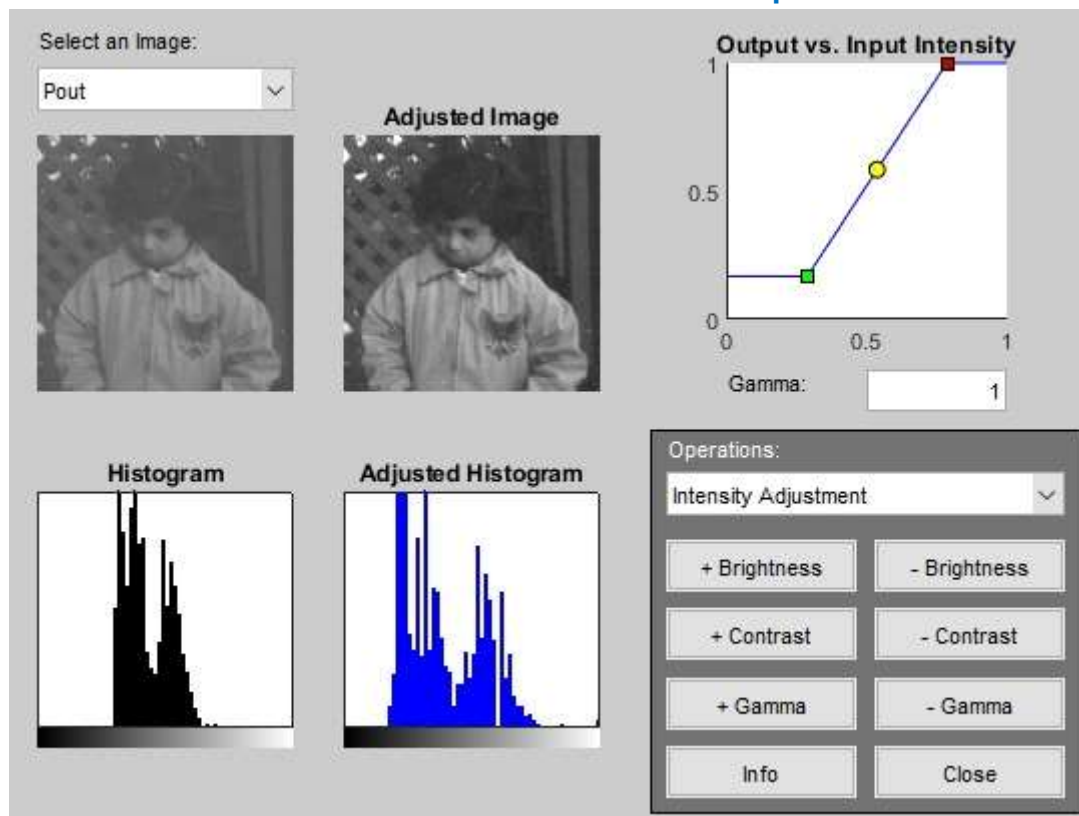 Select an Image:
Pout
Adjusted Image
Output vs. Input Intensity
1
0.5
0
0
0.5
1
Gamma:
1
Histogram
Adjusted Histogram
Operations:
Intensity Adjustment
+ Brightness
- Brightness
+ Contrast
- Contrast
+ Gamma
- Gamma
Info
Close